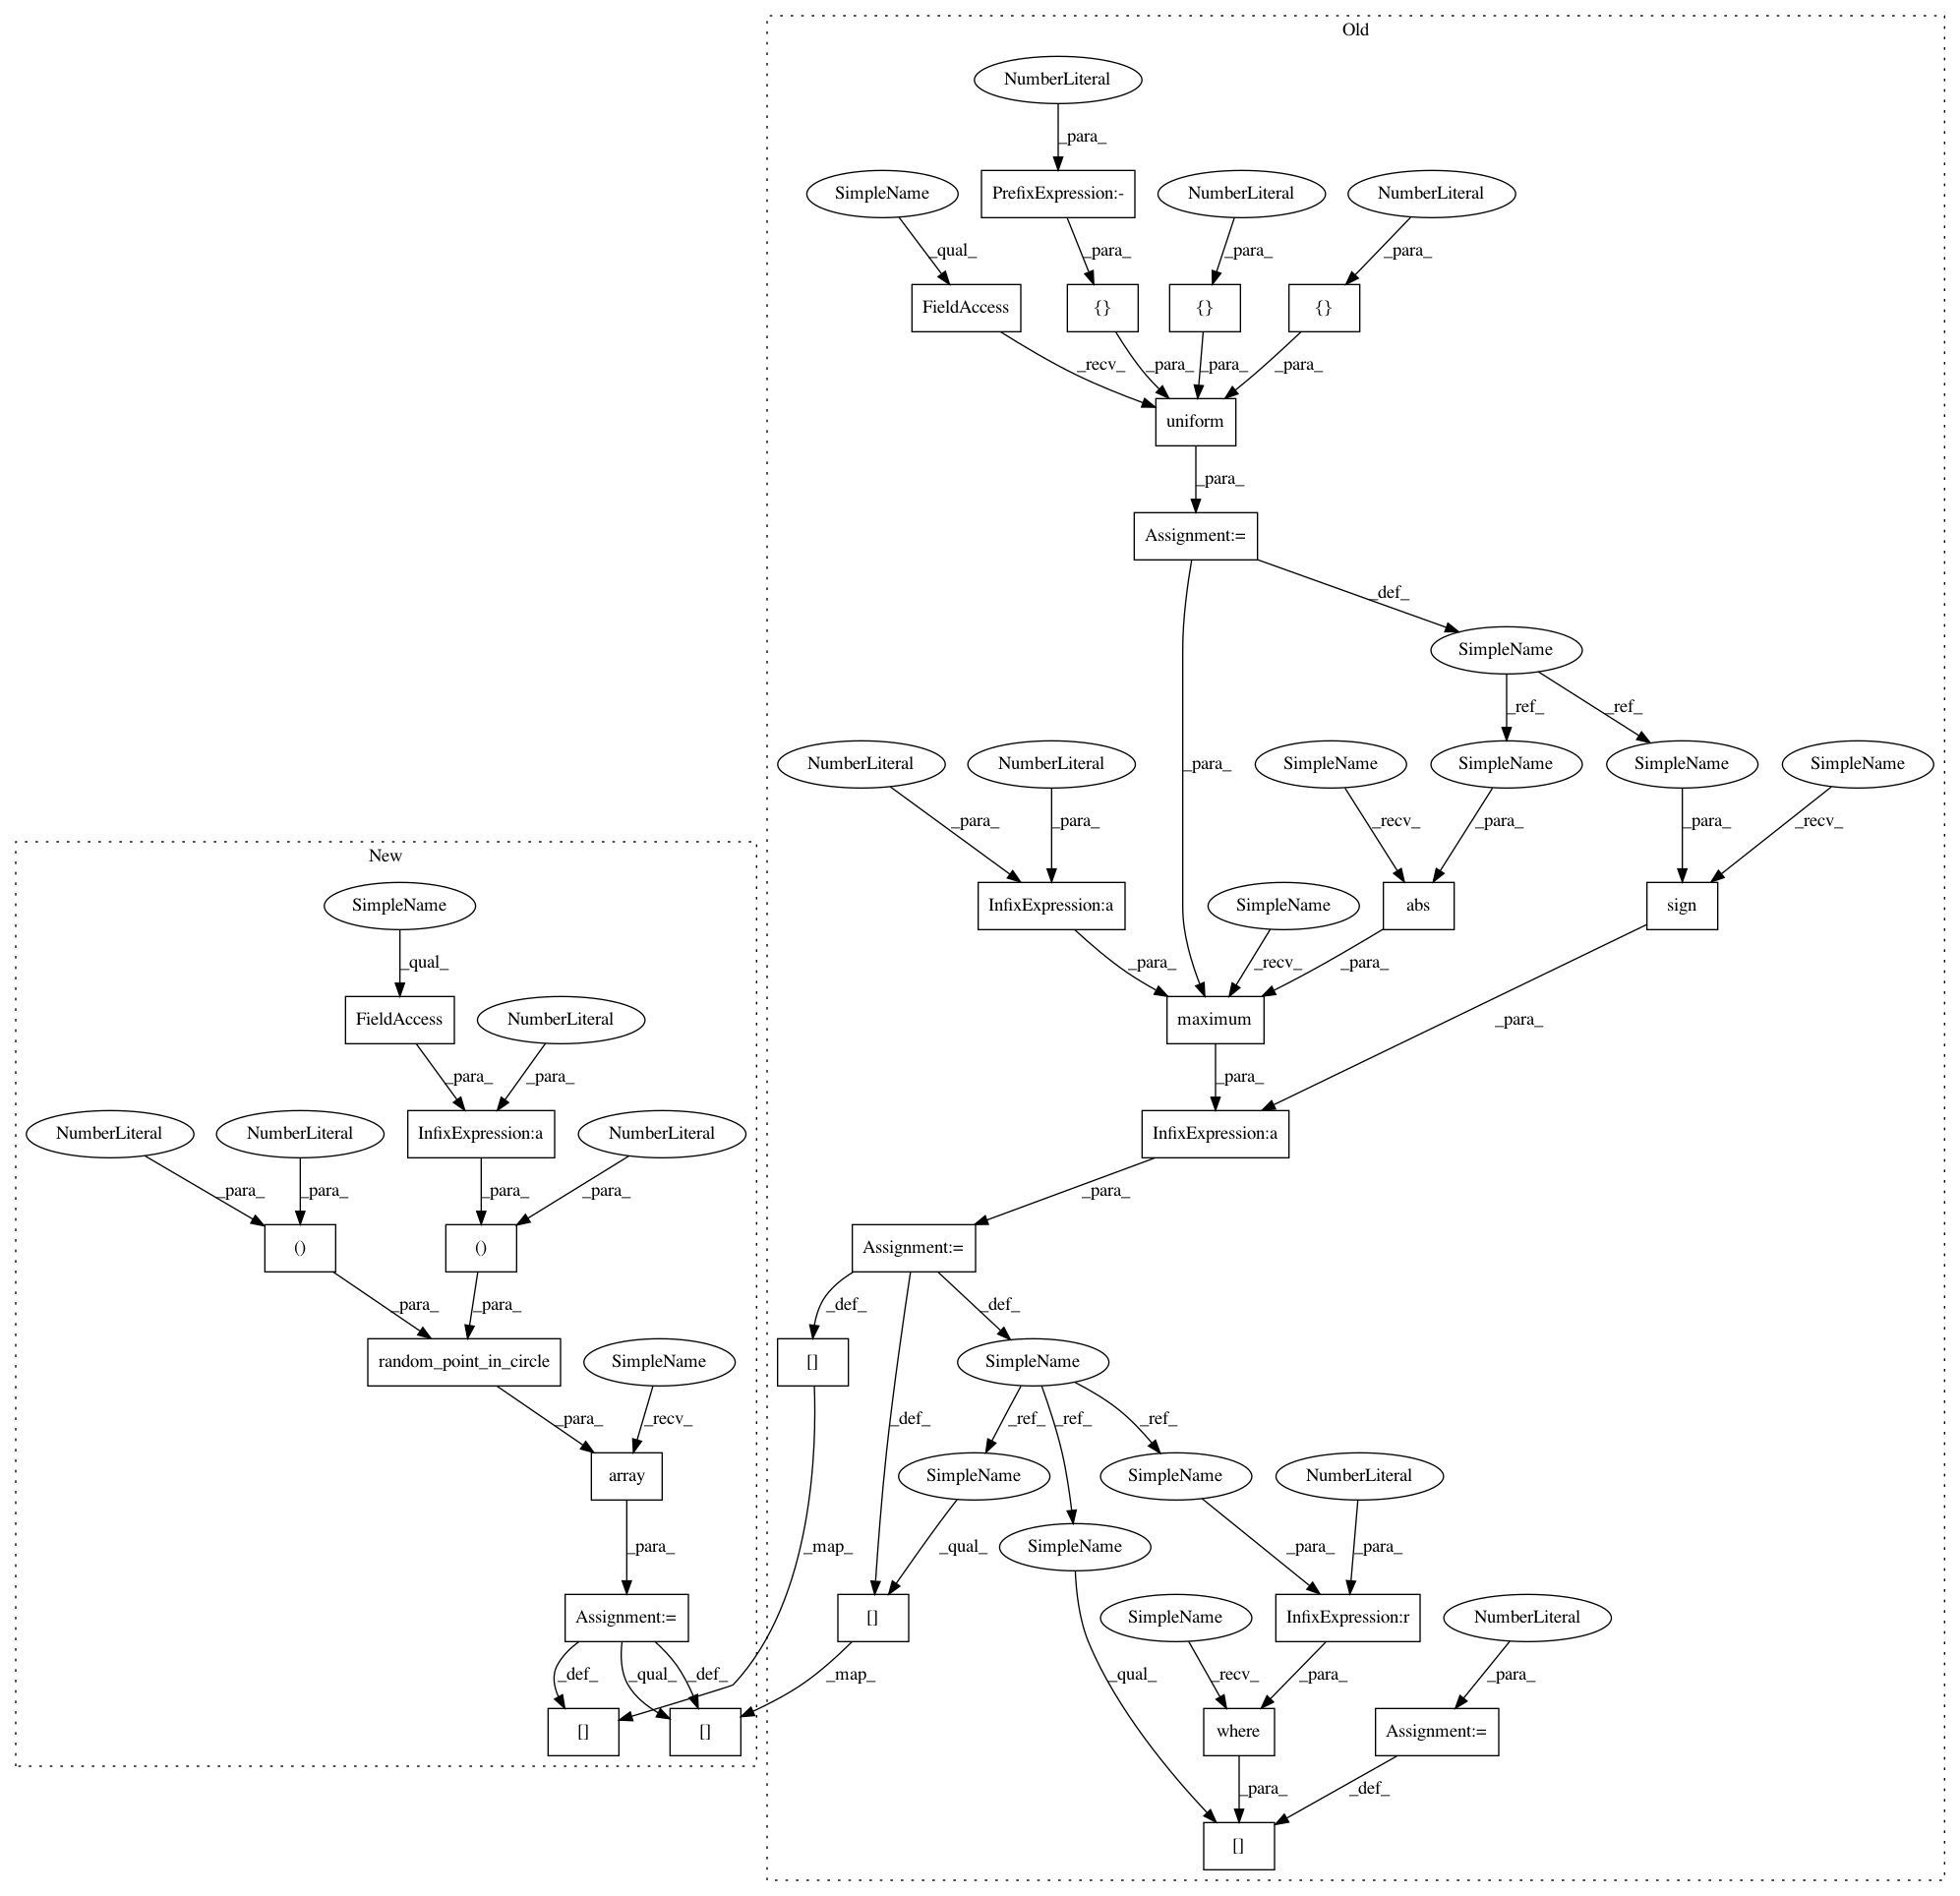 Old
NumberLiteral
_para_
SimpleName
PrefixExpression:-
NumberLiteral
NumberLiteral
_qual_
_para_
_para_
_para_
FieldAccess
{}
{}
{}
_recv_
_para_
_para_
_para_
uniform
_para_
Assignment:=
_def_
SimpleName
_ref_
_ref_
NumberLiteral
NumberLiteral
_para_
SimpleName
SimpleName
SimpleName
SimpleName
_para_
_para_
_recv_
_para_
_para_
_recv_
New
SimpleName
InfixExpression:a
SimpleName
abs
sign
_qual_
_para_
_recv_
_para_
FieldAccess
NumberLiteral
maximum
_para_
_para_
_para_
_para_
NumberLiteral
NumberLiteral
InfixExpression:a
NumberLiteral
InfixExpression:a
_para_
_para_
_para_
_para_
_para_
()
()
Assignment:=
_para_
_para_
_def_
_def_
random_point_in_circle
SimpleName
[]
SimpleName
_para_
_recv_
_def_
_ref_
_ref_
_ref_
array
SimpleName
SimpleName
NumberLiteral
_para_
_map_
_qual_
SimpleName
_para_
_para_
Assignment:=
[]
SimpleName
InfixExpression:r
NumberLiteral
_def_
_qual_
_def_
_map_
_qual_
_recv_
_para_
_para_
[]
[]
where
Assignment:=
_para_
_def_
[]